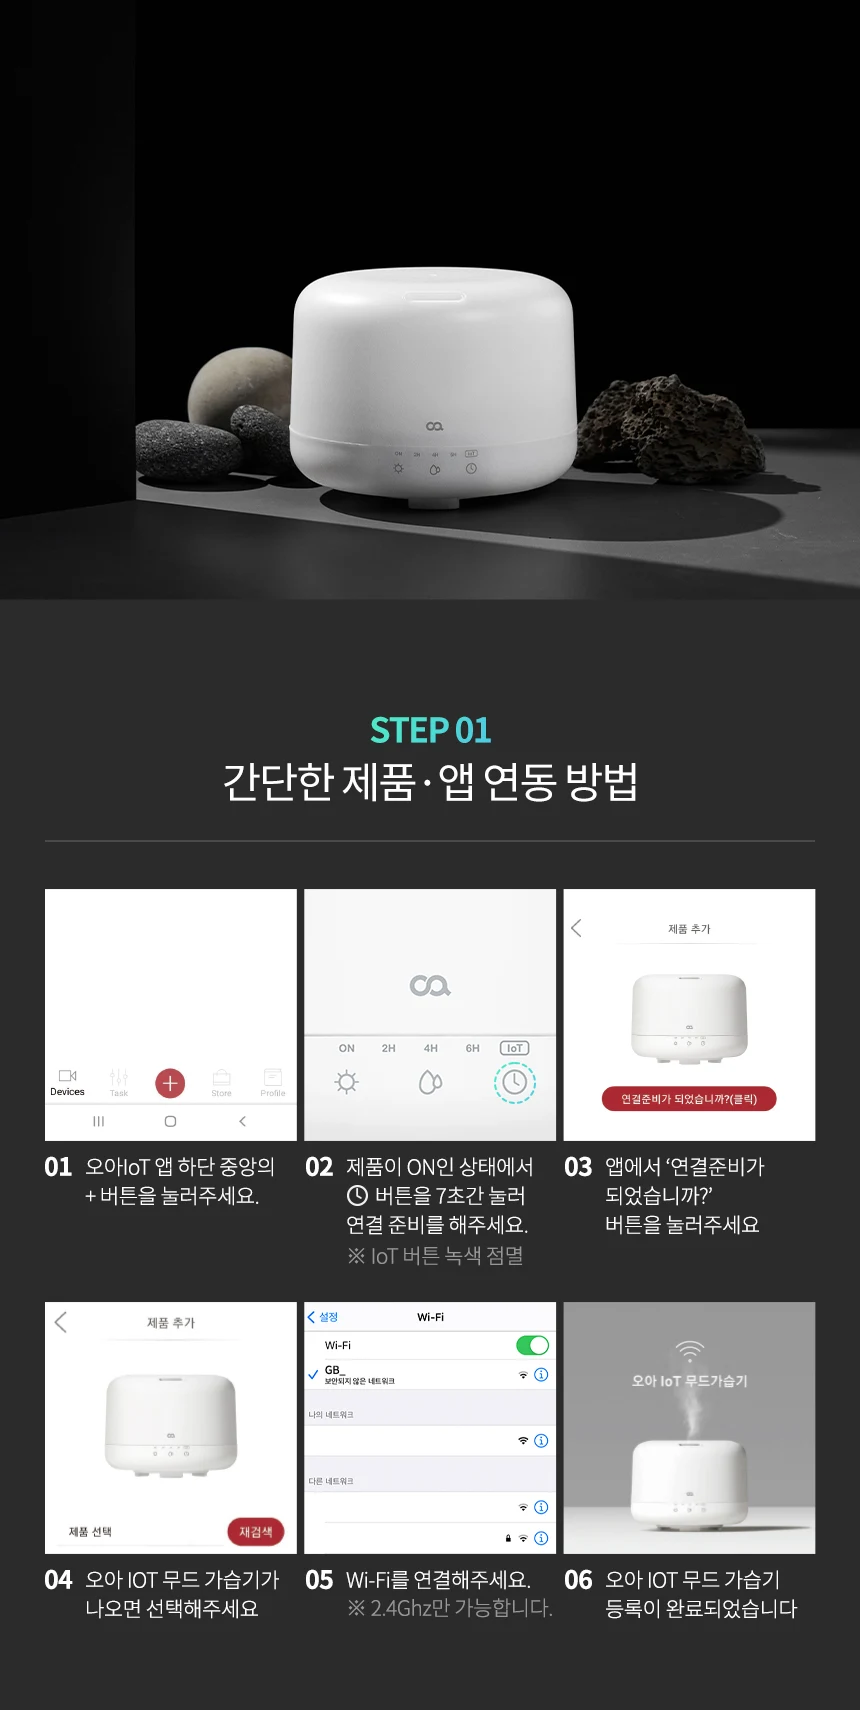 oa
ON 2H 4H 6H IoT
STEP 01
간단한 제품·앱 연동 방법
Devices Task + Store Profile
01 오아IoT 앱 하단 중앙의
+ 버튼을 눌러주세요.
oa
ON 2H 4H 6H IoT
02 제품이 ON인 상태에서
버튼을 7초간 눌러
연결 준비를 해주세요.
※ IoT 버튼 녹색 점멸
제품 추가
oa
연결준비가 되었습니까?(클릭)
03 앱에서 ‘연결준비가
되었습니까?’
버튼을 눌러주세요
제품 추가
oa
제품 선택 재검색
04 오아 IOT 무드 가습기가
나오면 선택해주세요
설정 Wi-Fi
Wi-Fi
GB_
보안되지 않은 네트워크
나의 네트워크
다른 네트워크
05 Wi-Fi를 연결해주세요.
※ 2.4Ghz만 가능합니다.
오아 IoT 무드가습기
oa
06 오아 IOT 무드 가습기
등록이 완료되었습니다